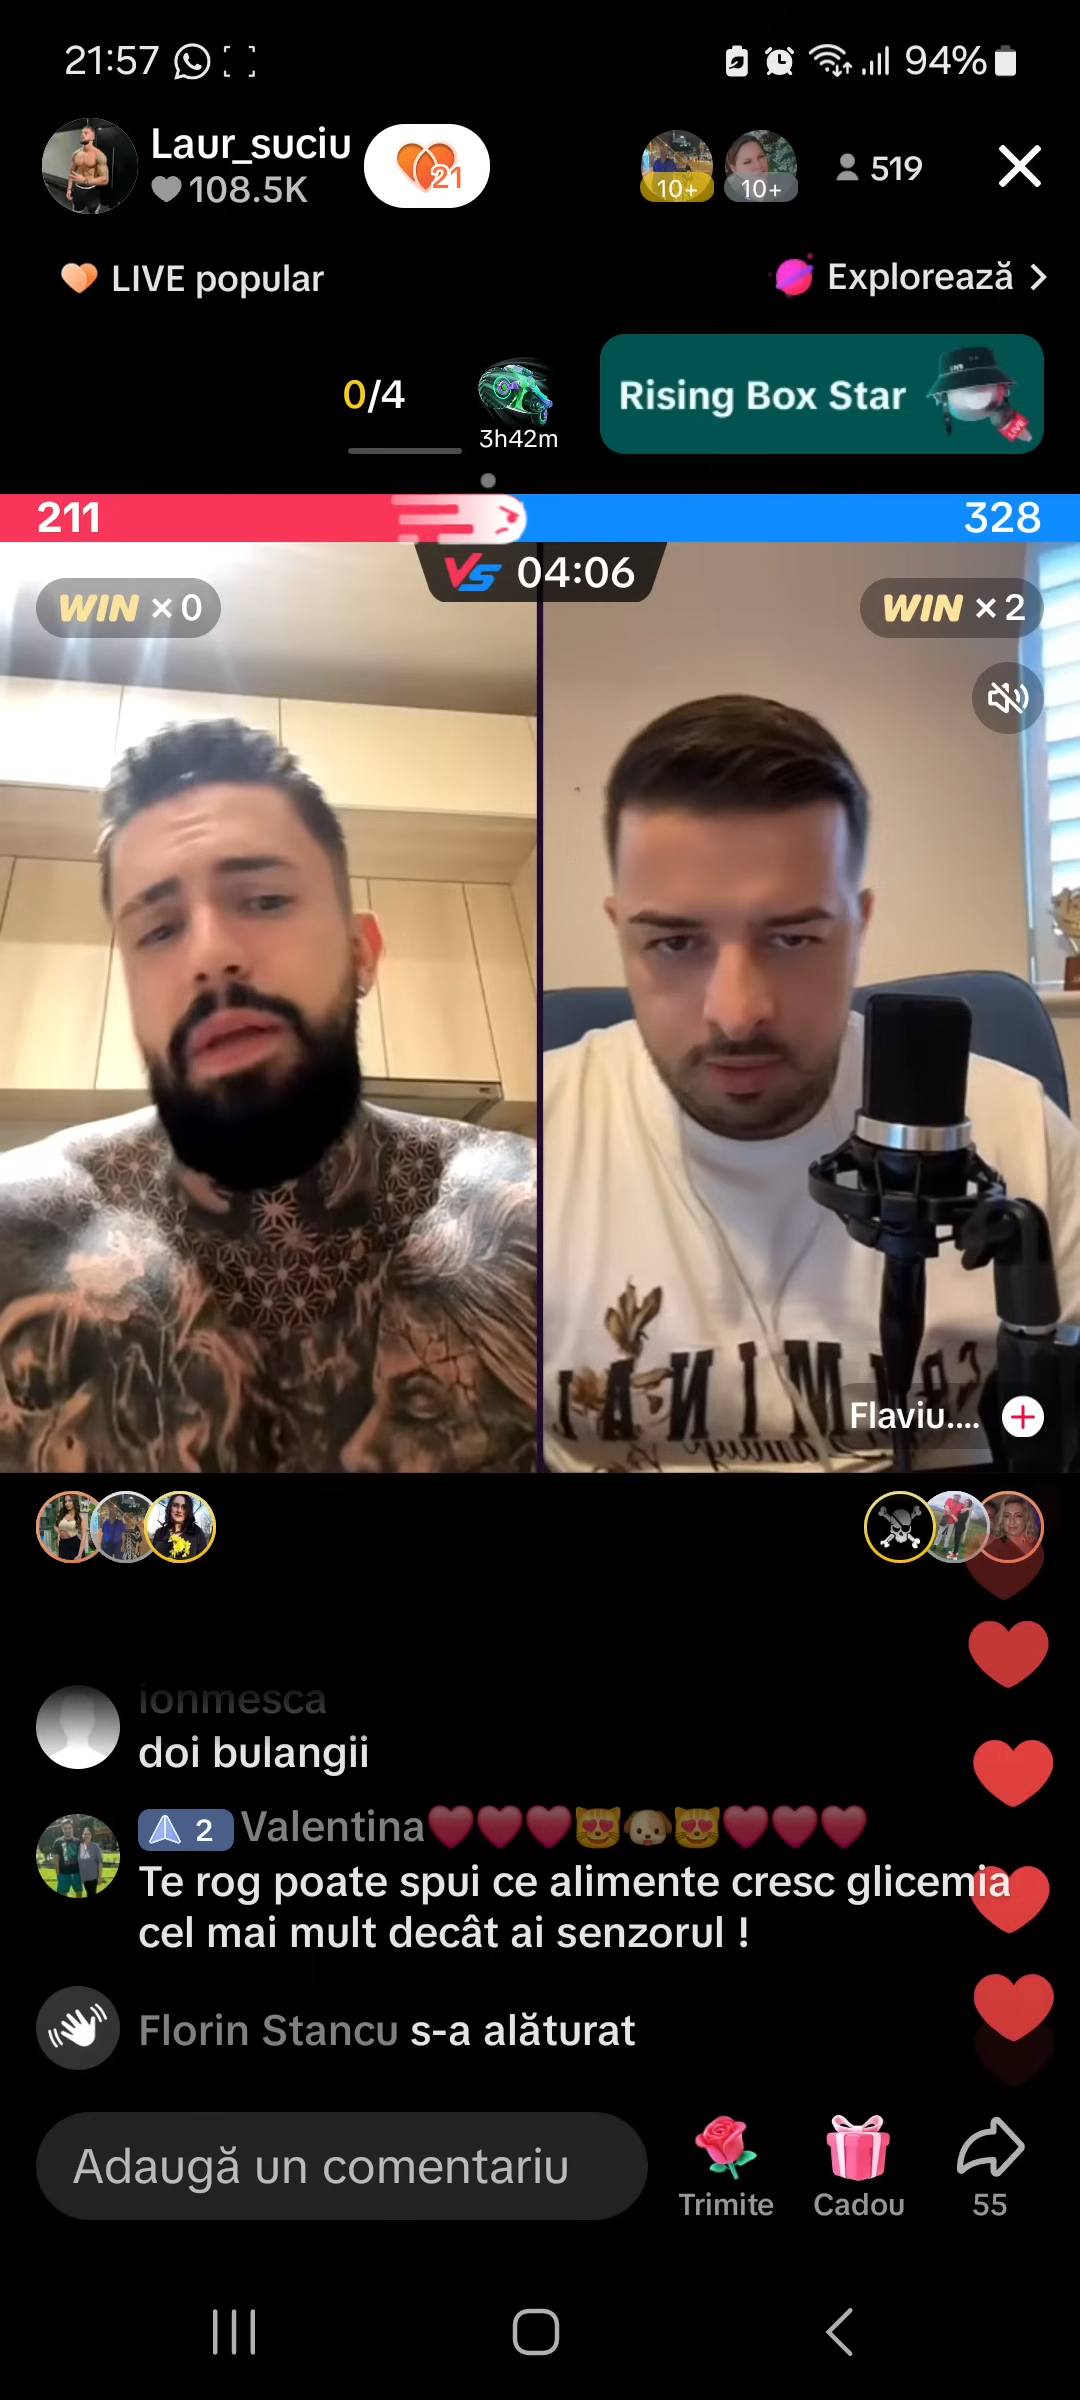 21:57
94%
Laur_suciu
108.5K
21
10+
10+
519
LIVE popular
Explorează
0/4
3h42m
Rising Box Star
LIVE
211
328
VS 04:06
WIN × 0
WIN × 2
Flaviu....
ionmesca
doi bulangii
2 Valentina
Te rog poate spui ce alimente cresc glicemia
cel mai mult decât ai senzorul !
Florin Stancu s-a alăturat
Adaugă un comentariu
Trimite
Cadou
55